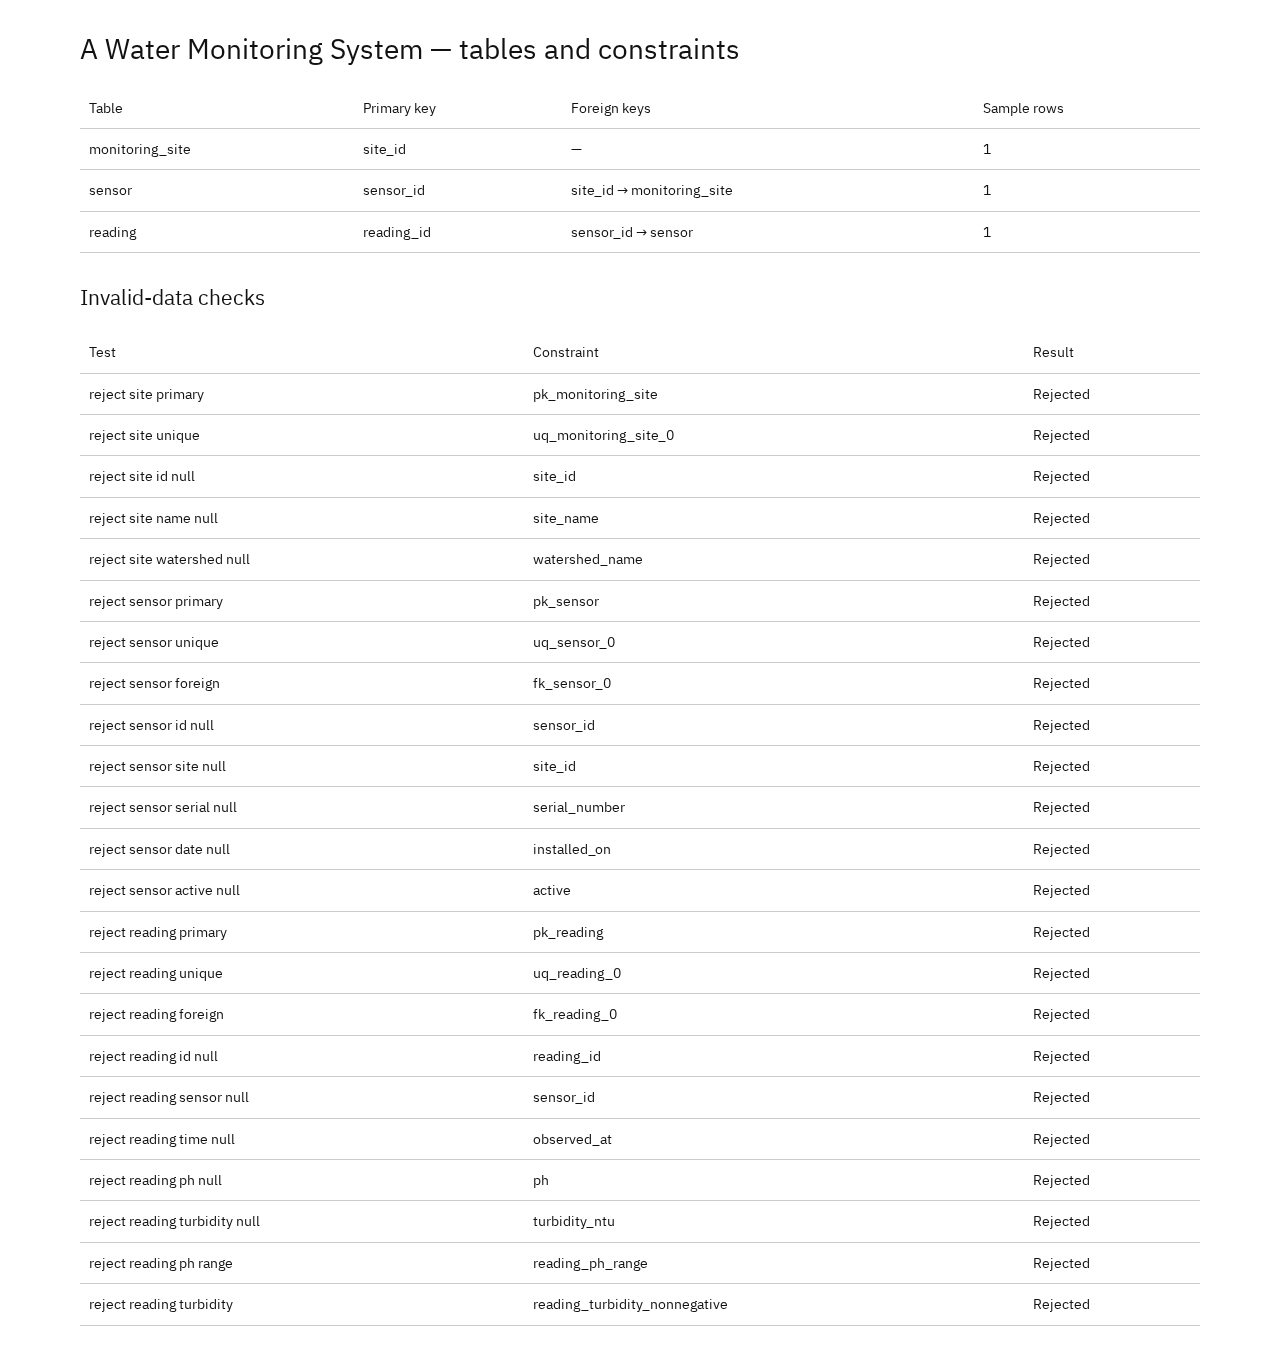 A Water Monitoring System — tables and constraints
Table Primary key Foreign keys Sample rows
monitoring_site site_id — 1
sensor sensor_id site_id → monitoring_site 1
reading reading_id sensor_id → sensor 1
Invalid-data checks
Test Constraint Result
reject site primary pk_monitoring_site Rejected
reject site unique uq_monitoring_site_0 Rejected
reject site id null site_id Rejected
reject site name null site_name Rejected
reject site watershed null watershed_name Rejected
reject sensor primary pk_sensor Rejected
reject sensor unique uq_sensor_0 Rejected
reject sensor foreign fk_sensor_0 Rejected
reject sensor id null sensor_id Rejected
reject sensor site null site_id Rejected
reject sensor serial null serial_number Rejected
reject sensor date null installed_on Rejected
reject sensor active null active Rejected
reject reading primary pk_reading Rejected
reject reading unique uq_reading_0 Rejected
reject reading foreign fk_reading_0 Rejected
reject reading id null reading_id Rejected
reject reading sensor null sensor_id Rejected
reject reading time null observed_at Rejected
reject reading ph null ph Rejected
reject reading turbidity null turbidity_ntu Rejected
reject reading ph range reading_ph_range Rejected
reject reading turbidity reading_turbidity_nonnegative Rejected